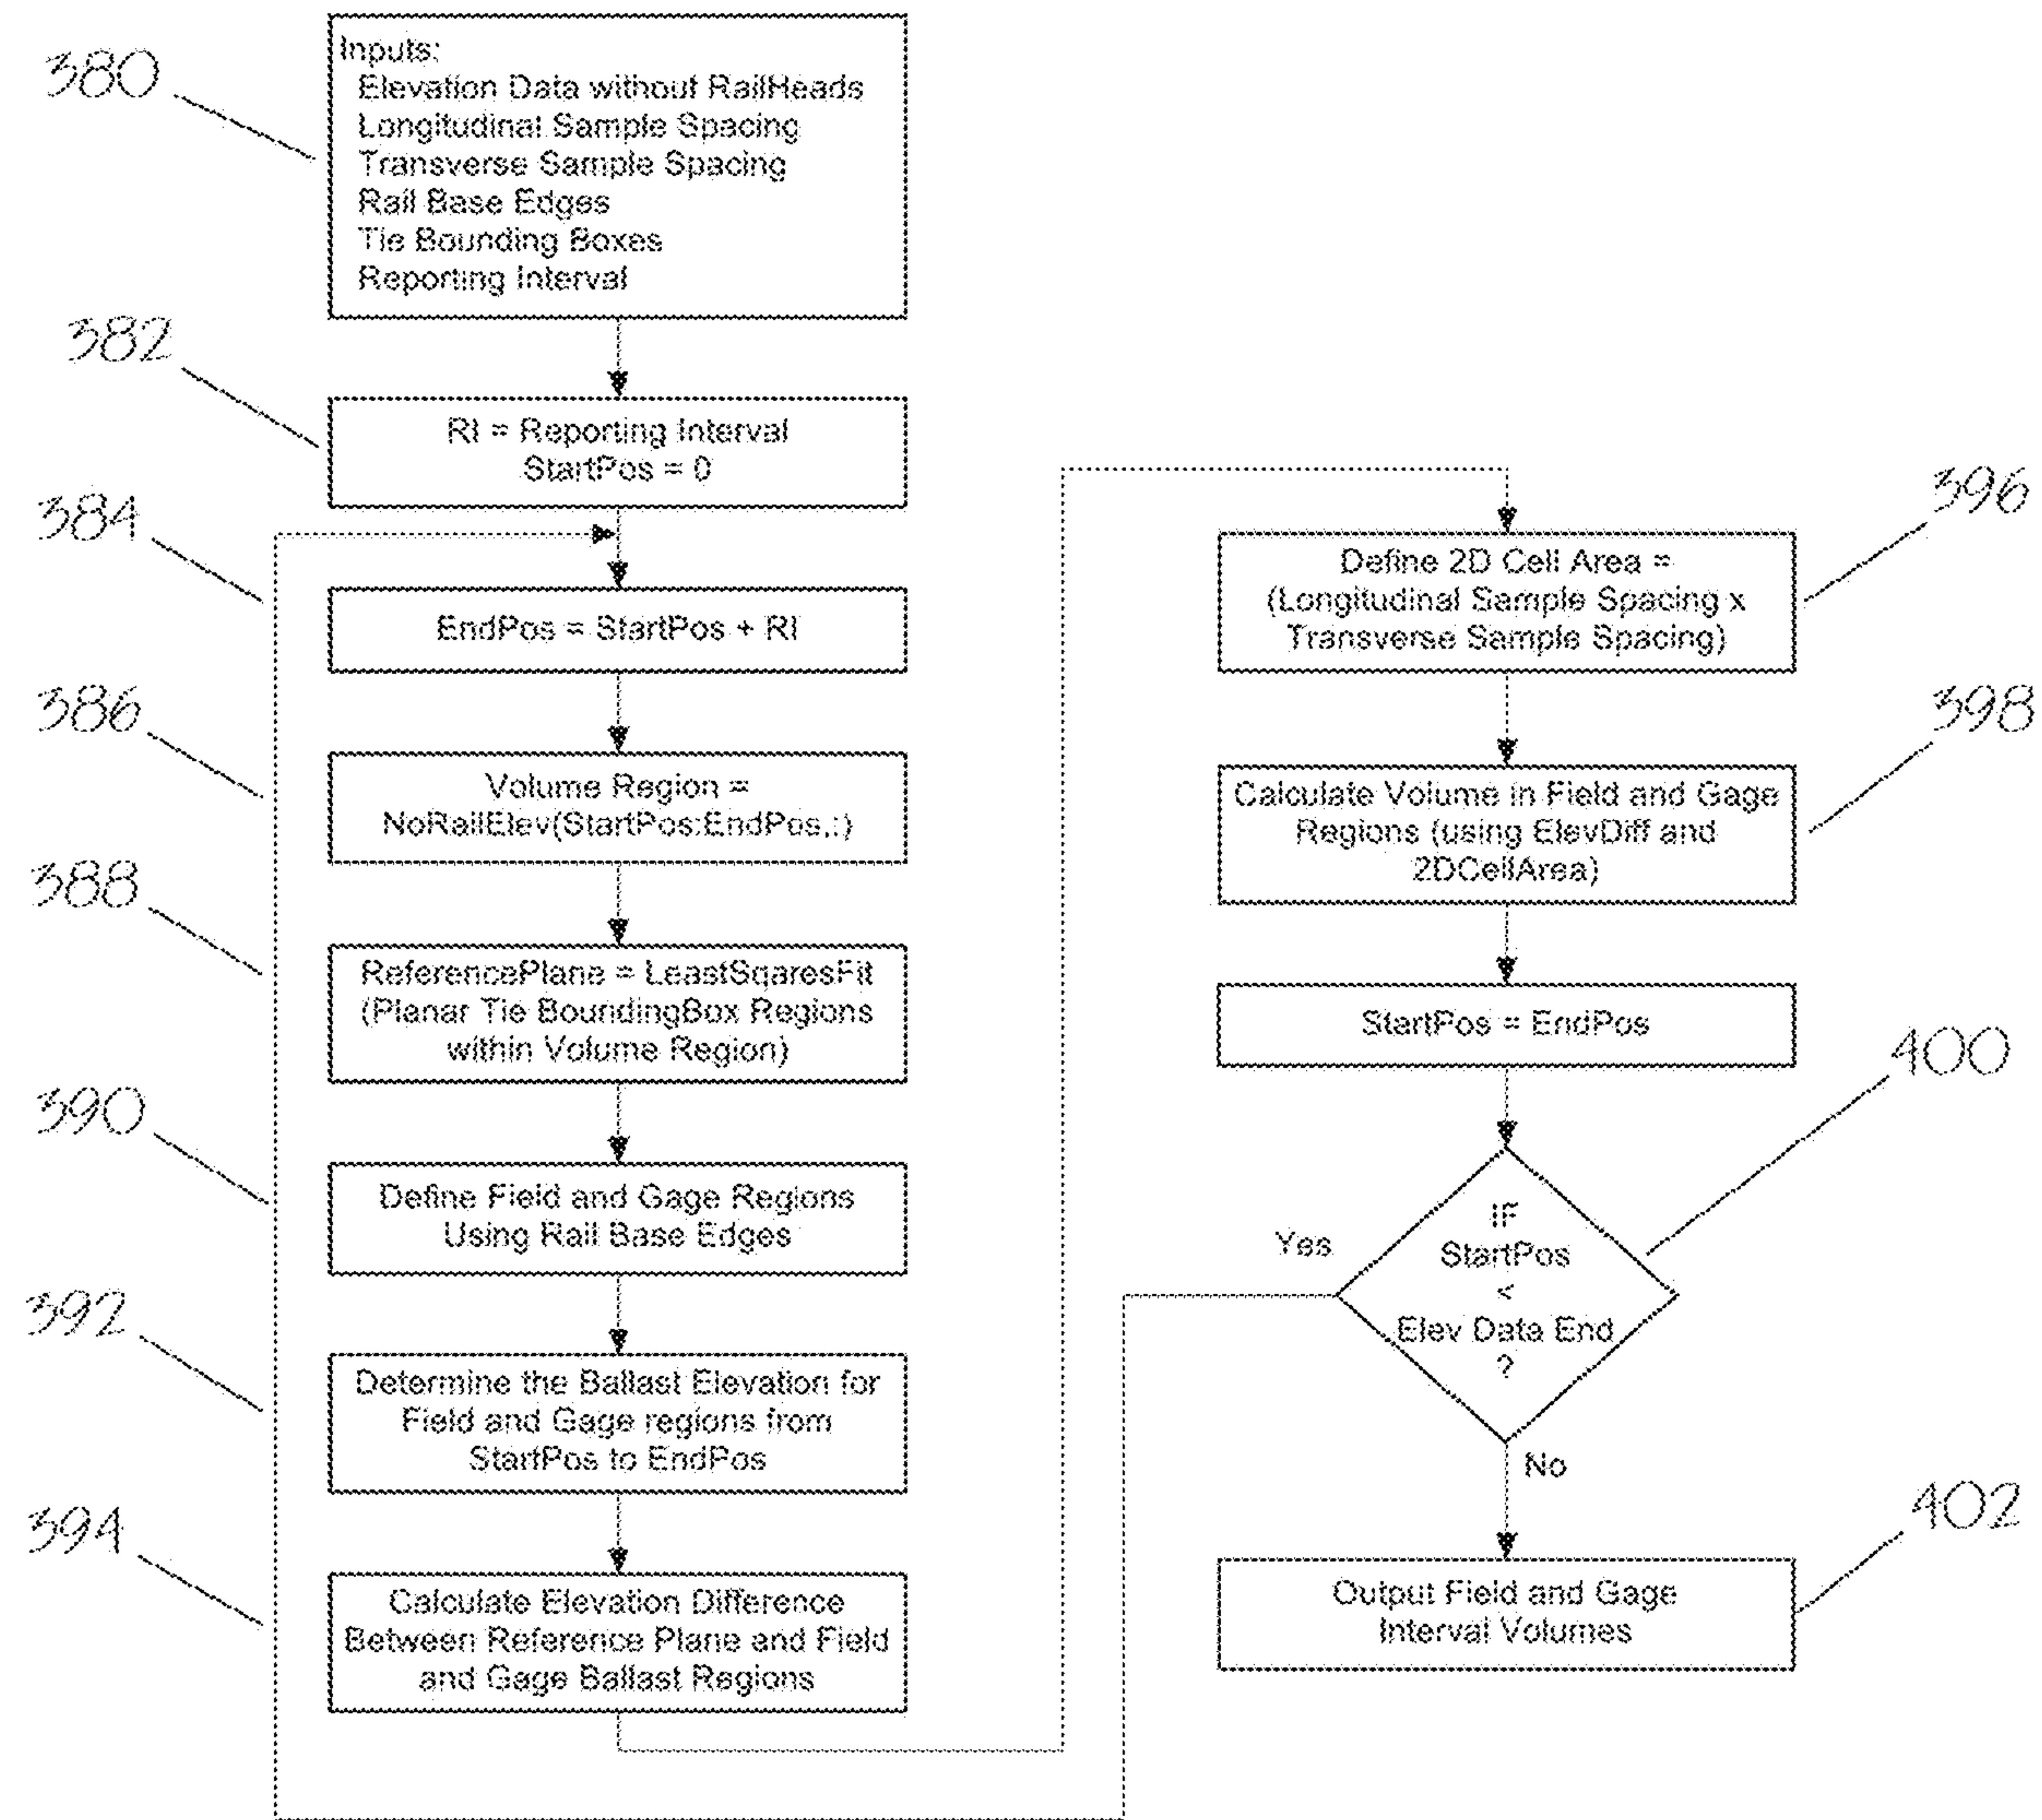 380
Inputs:
Elevation Data without RailHeads
Longitudinal Sample Spacing
Transverse Sample Spacing
Rail Base Edges
Tie Bounding Boxes
Reporting Interval
382
RI = Reporting Interval
StartPos = 0
384
EndPos = StartPos + RI
386
Volume Region =
NoRailElev(StartPos:EndPos,:)
388
ReferencePlane = LeastSqaresFit
(Planar Tie BoundingBox Regions
within Volume Region)
390
Define Field and Gage Regions
Using Rail Base Edges
392
Determine the Ballast Elevation for
Field and Gage regions from
StartPos to EndPos
394
Calculate Elevation Difference
Between Reference Plane and Field
and Gage Ballast Regions
396
Define 2D Cell Area =
(Longitudinal Sample Spacing x
Transverse Sample Spacing)
398
Calculate Volume in Field and Gage
Regions (using ElevDiff and
2DCellArea)
StartPos = EndPos
400
IF
StartPos
<
Elev Data End
?
Yes
No
402
Output Field and Gage
Interval Volumes